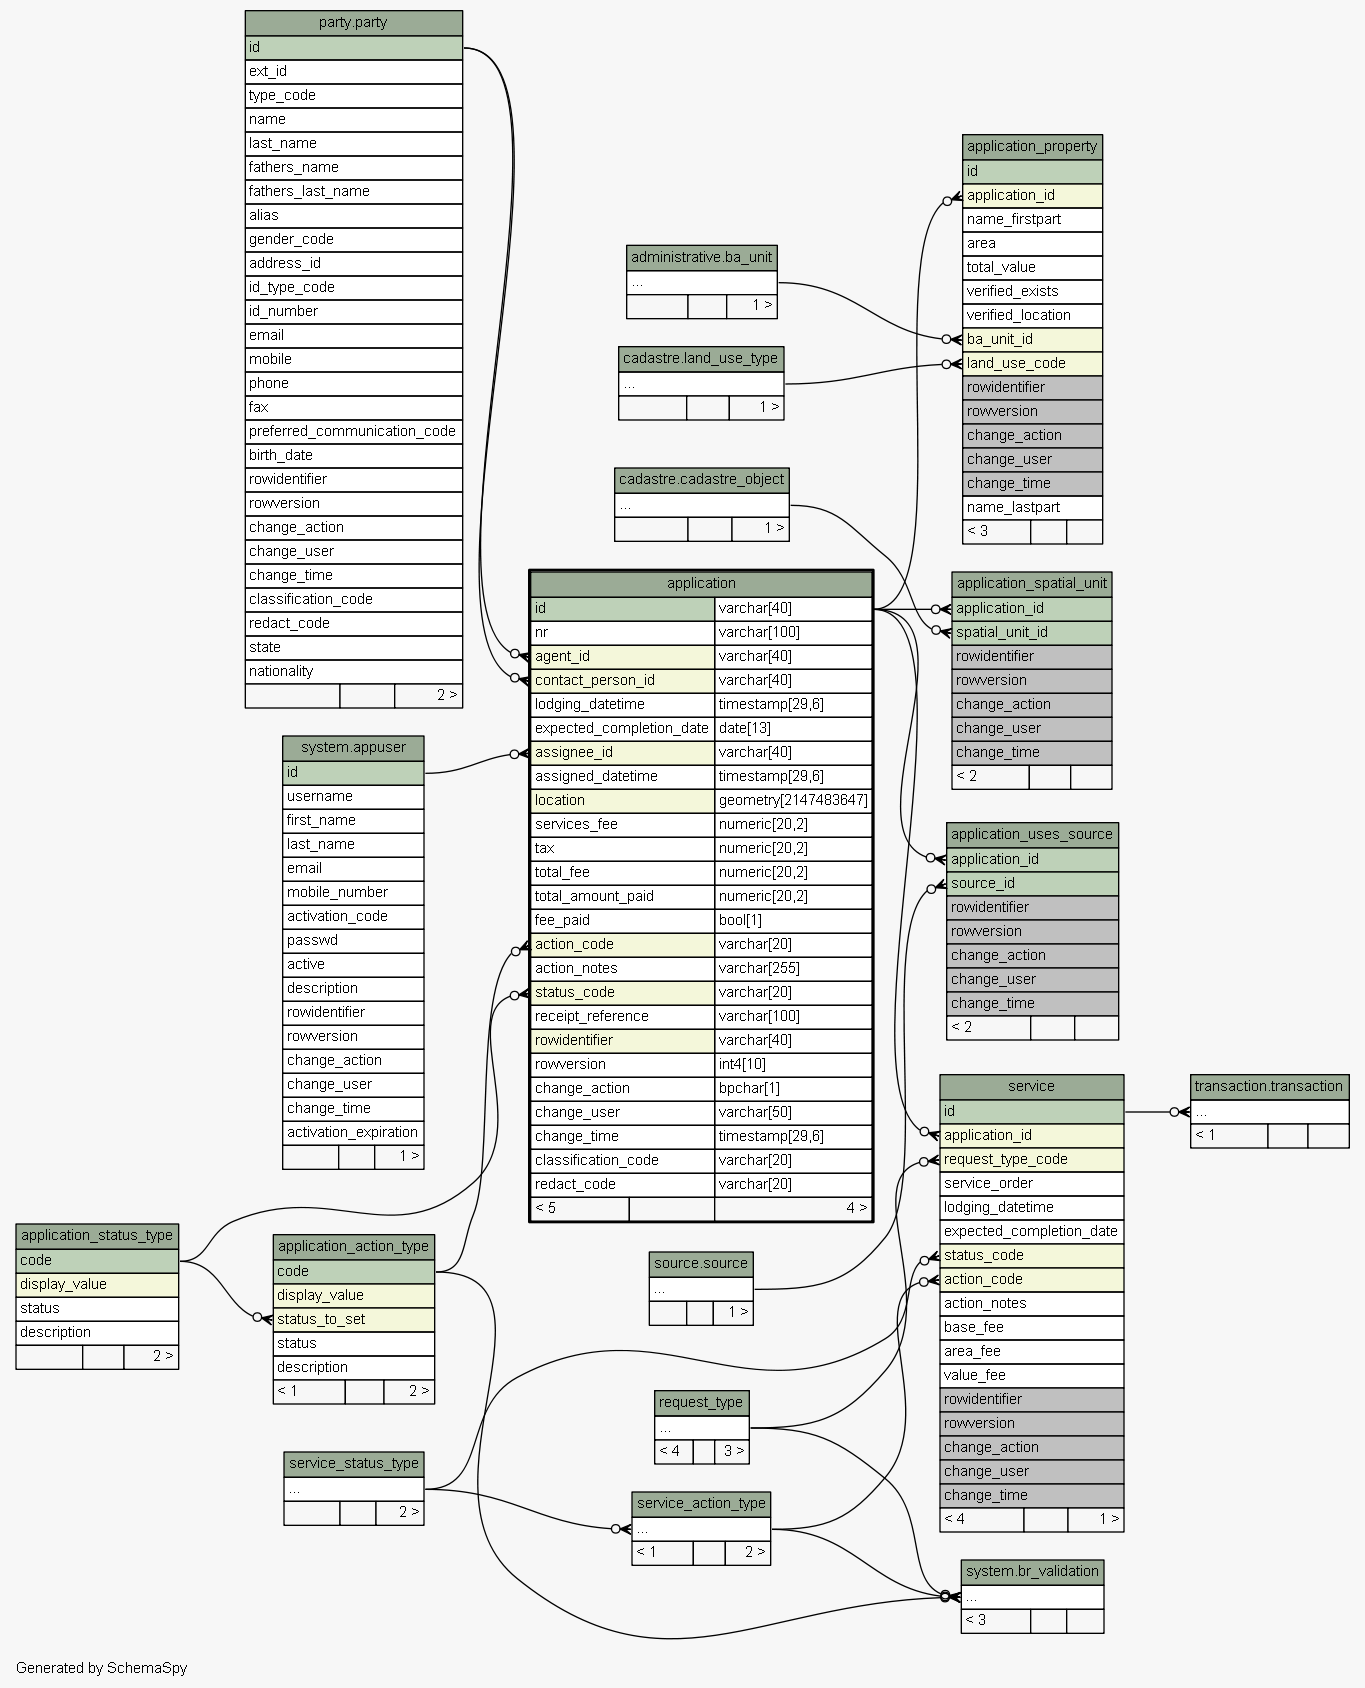 party.party
id
ext_id
type_code
name
last_name
fathers_name
fathers_last_name
alias
gender_code
address_id
id_type_code
id_number
email
mobile
phone
fax
preferred_communication_code
birth_date
rowidentifier
rowversion
change_action
change_user
change_time
classification_code
redact_code
state
nationality
2 >
application_property
id
application_id
name_firstpart
area
total_value
verified_exists
verified_location
ba_unit_id
land_use_code
rowidentifier
rowversion
change_action
change_user
change_time
name_lastpart
< 3
administrative.ba_unit
...
1 >
cadastre.land_use_type
...
1 >
cadastre.cadastre_object
...
1 >
application
id varchar[40]
nr varchar[100]
agent_id varchar[40]
contact_person_id varchar[40]
lodging_datetime timestamp[29,6]
expected_completion_date date[13]
assignee_id varchar[40]
assigned_datetime timestamp[29,6]
location geometry[2147483647]
services_fee numeric[20,2]
tax numeric[20,2]
total_fee numeric[20,2]
total_amount_paid numeric[20,2]
fee_paid bool[1]
action_code varchar[20]
action_notes varchar[255]
status_code varchar[20]
receipt_reference varchar[100]
rowidentifier varchar[40]
rowversion int4[10]
change_action bpchar[1]
change_user varchar[50]
change_time timestamp[29,6]
classification_code varchar[20]
redact_code varchar[20]
< 5 4 >
application_spatial_unit
application_id
spatial_unit_id
rowidentifier
rowversion
change_action
change_user
change_time
< 2
system.appuser
id
username
first_name
last_name
email
mobile_number
activation_code
passwd
active
description
rowidentifier
rowversion
change_action
change_user
change_time
activation_expiration
1 >
application_uses_source
application_id
source_id
rowidentifier
rowversion
change_action
change_user
change_time
< 2
service
id
application_id
request_type_code
service_order
lodging_datetime
expected_completion_date
status_code
action_code
action_notes
base_fee
area_fee
value_fee
rowidentifier
rowversion
change_action
change_user
change_time
< 4 1 >
transaction.transaction
...
< 1
application_status_type
code
display_value
status
description
2 >
application_action_type
code
display_value
status_to_set
status
description
< 1 2 >
source.source
...
1 >
request_type
...
< 4 3 >
service_status_type
...
2 >
service_action_type
...
< 1 2 >
system.br_validation
...
< 3
Generated by SchemaSpy